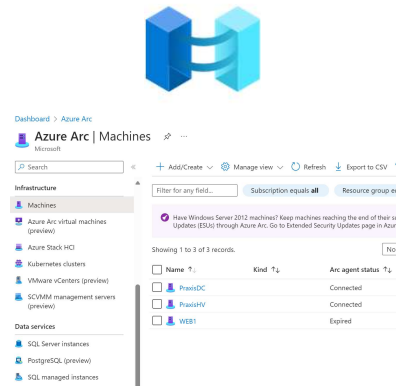 Dashboard > Azure Arc
Azure Arc | Machines
Microsoft
Search
Add/Create
Manage view
Refresh
Export to CSV
Infrastructure
Filter for any field...
Subscription equals all
Resource group
Machines
Azure Arc virtual machines
(preview)
Have Windows Server 2012 machines? Keep machines reaching the end of their
Updates (ESUs) through Azure Arc. Go to Extended Security Updates page in
Azure Stack HCI
Showing 1 to 3 of 3 records.
No
Kubernetes clusters
Name ↑↓
Kind ↑↓
Arc agent status ↑↓
VMware vCenters (preview)
PraxisDC
Connected
SCVMM management servers
(preview)
PraxisHV
Connected
WEB1
Expired
Data services
SQL Server instances
PostgreSQL (preview)
SQL managed instances